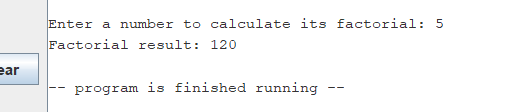 Enter a number to calculate its factorial: 5
Factorial result: 120
ear
-- program is finished running --